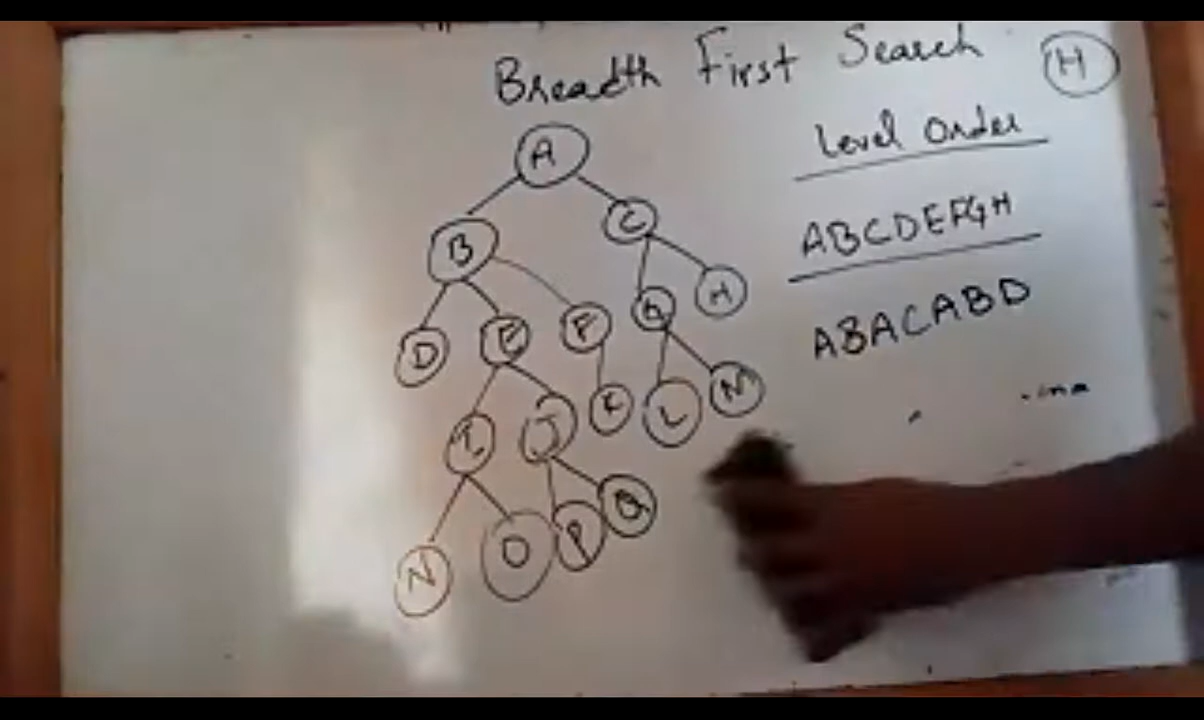 Breadth First Search H
Level Order
A
B C
ABCDEFGH
D E F G H
ABACABD
I J K L N
N O P Q